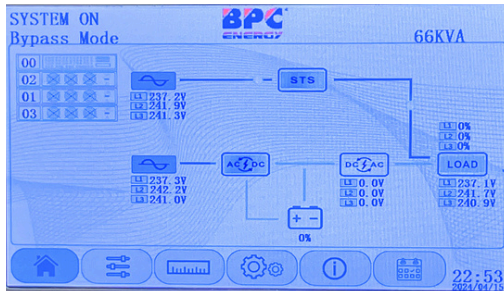 SYSTEM ON
Bypass Mode
BPC
ENERGY
66KVA
00
02
01
03
L1 237.2V
L2 241.9V
L3 241.3V
STS
L1 0%
L2 0%
L3 0%
L1 237.3V
L2 242.2V
L3 241.0V
AC DC
DC AC
L1 0.0V
L2 0.0V
L3 0.0V
LOAD
L1 237.1V
L2 241.7V
L3 240.9V
+ -
0%
i
22:53